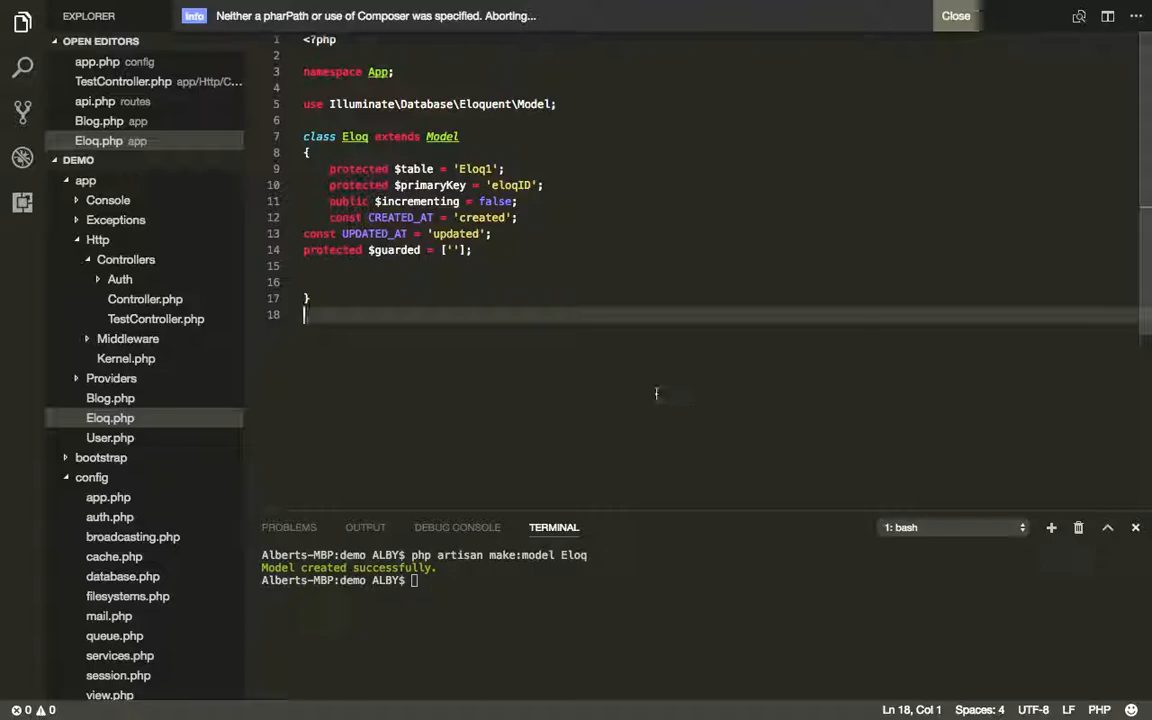 EXPLORER
Info Neither a pharPath or use of Composer was specified. Aborting...
Close
OPEN EDITORS
app.php config
TestController.php app/Http/C...
api.php routes
Blog.php app
Eloq.php app
DEMO
app
Console
Exceptions
Http
Controllers
Auth
Controller.php
TestController.php
Middleware
Kernel.php
Providers
Blog.php
Eloq.php
User.php
bootstrap
config
app.php
auth.php
broadcasting.php
cache.php
database.php
filesystems.php
mail.php
queue.php
services.php
session.php
view.php
1 <?php
2
3 namespace App;
4
5 use Illuminate\Database\Eloquent\Model;
6
7 class Eloq extends Model
8 {
9 protected $table = 'Eloq1';
10 protected $primaryKey = 'eloqID';
11 public $incrementing = false;
12 const CREATED_AT = 'created';
13 const UPDATED_AT = 'updated';
14 protected $guarded = [''];
15
16
17 }
18
PROBLEMS OUTPUT DEBUG CONSOLE TERMINAL
1: bash
Alberts-MBP:demo ALBY$ php artisan make:model Eloq
Model created successfully.
Alberts-MBP:demo ALBY$
0 0
Ln 18, Col 1 Spaces: 4 UTF-8 LF PHP